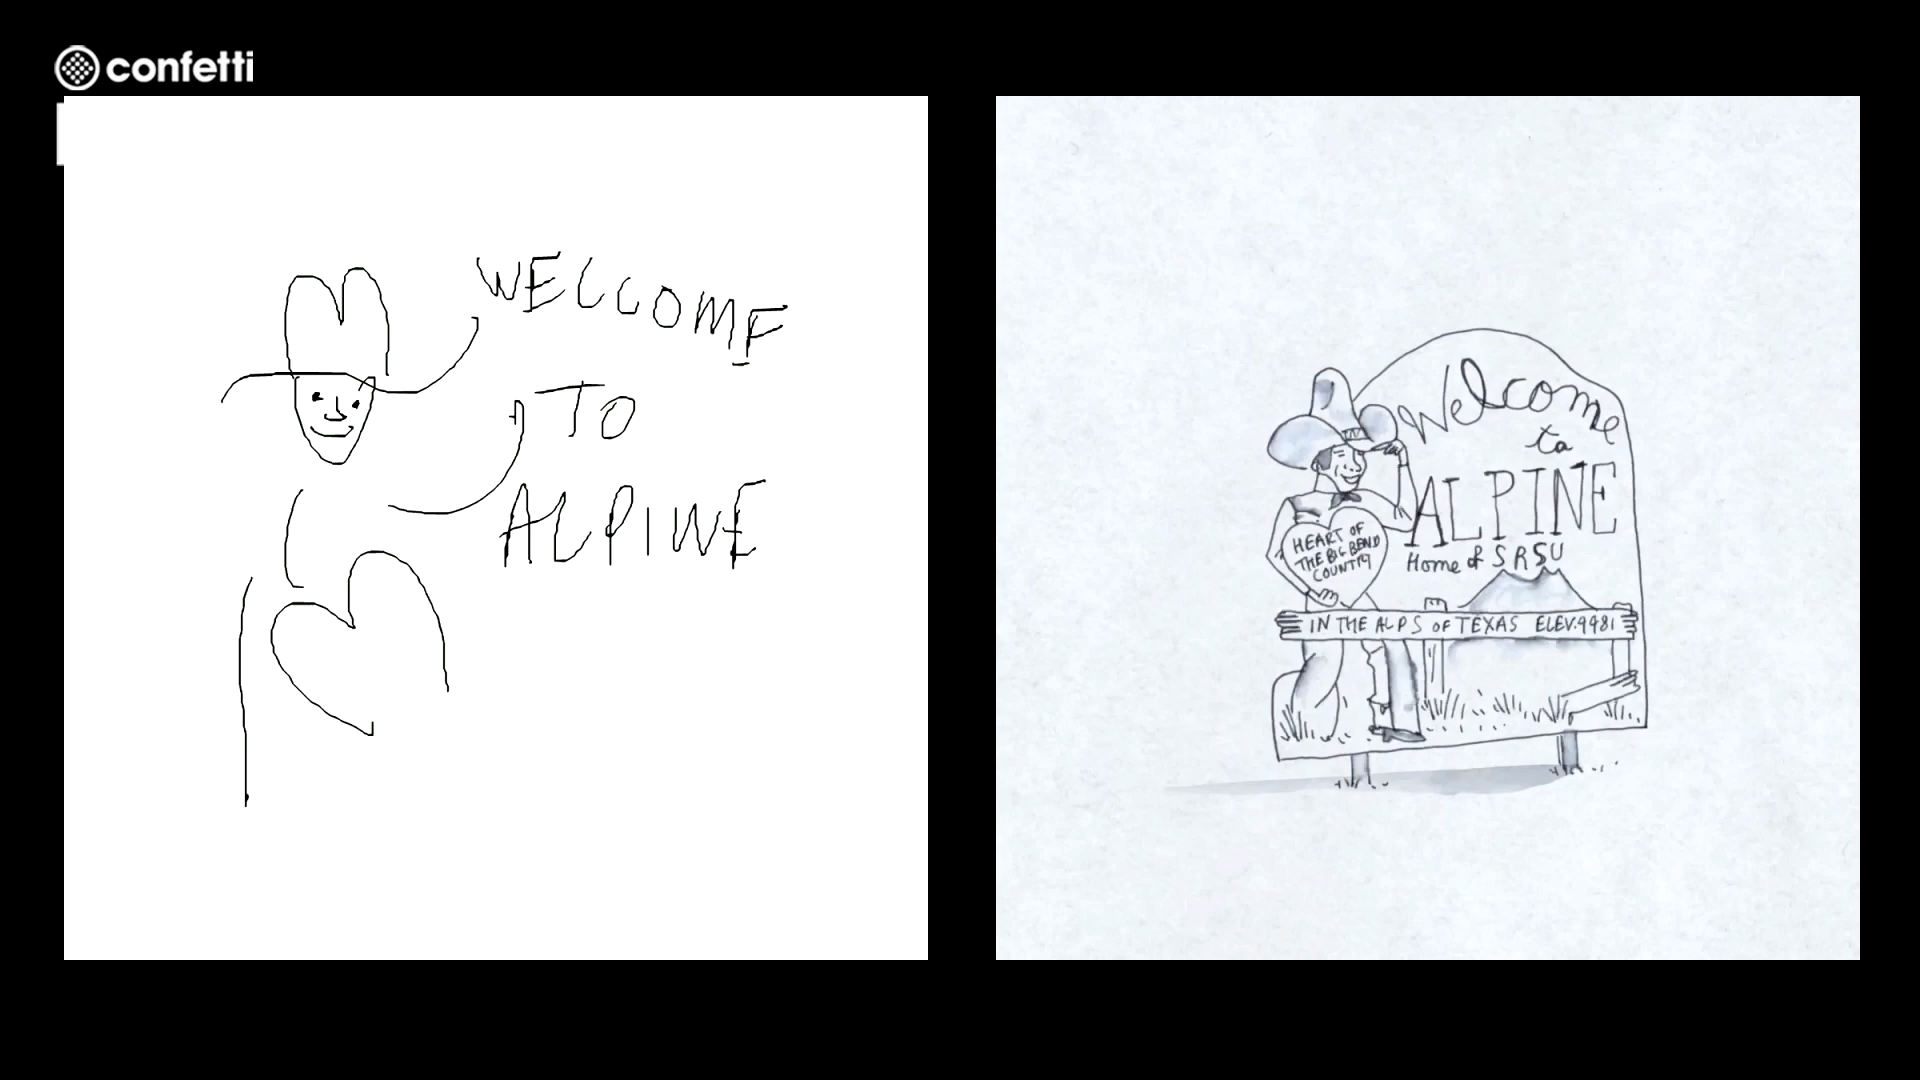 confetti
WELCOME
TO
ALPINE
Welcome
to
ALPINE
Home of SRSU
HEART OF
THE BIG BEND
COUNTRY
IN THE ALPS OF TEXAS ELEV.4481